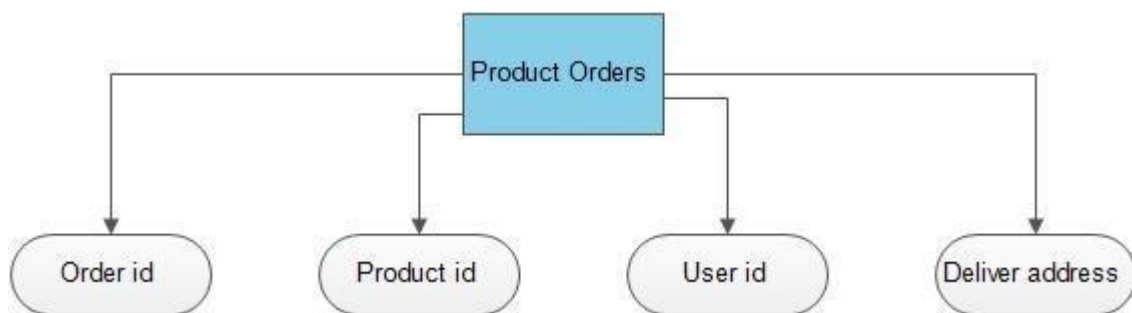 Product Orders
Order id
Product id
User id
Deliver address